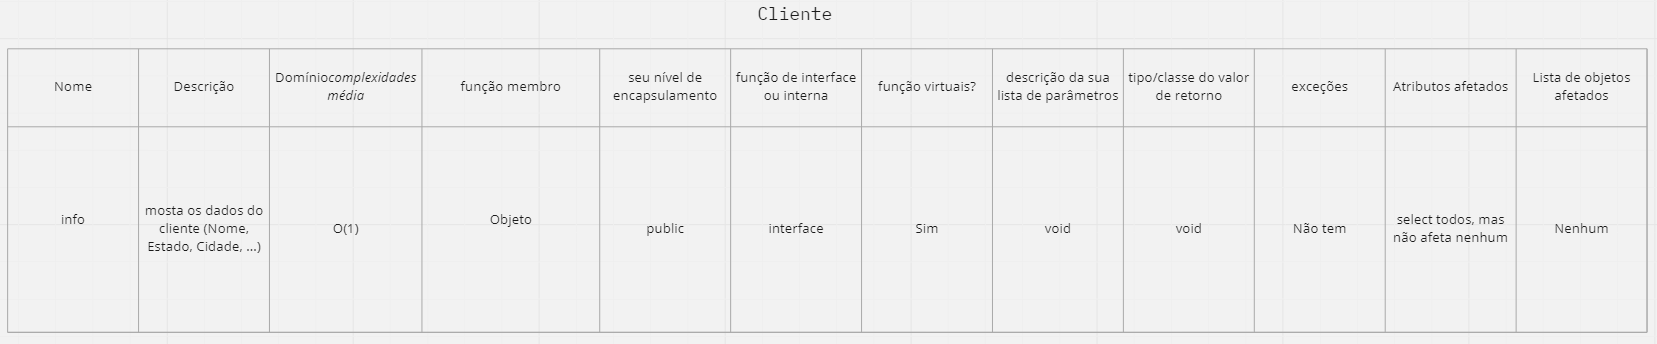 Cliente
Nome
Descrição
Domíniocomplexidades
média
função membro
seu nível de
encapsulamento
função de interface
ou interna
função virtuais?
descrição da sua
lista de parâmetros
tipo/classe do valor
de retorno
exceções
Atributos afetados
Lista de objetos
afetados
info
mosta os dados do
cliente (Nome,
Estado, Cidade, ...)
O(1)
Objeto
public
interface
Sim
void
void
Não tem
select todos, mas
não afeta nenhum
Nenhum